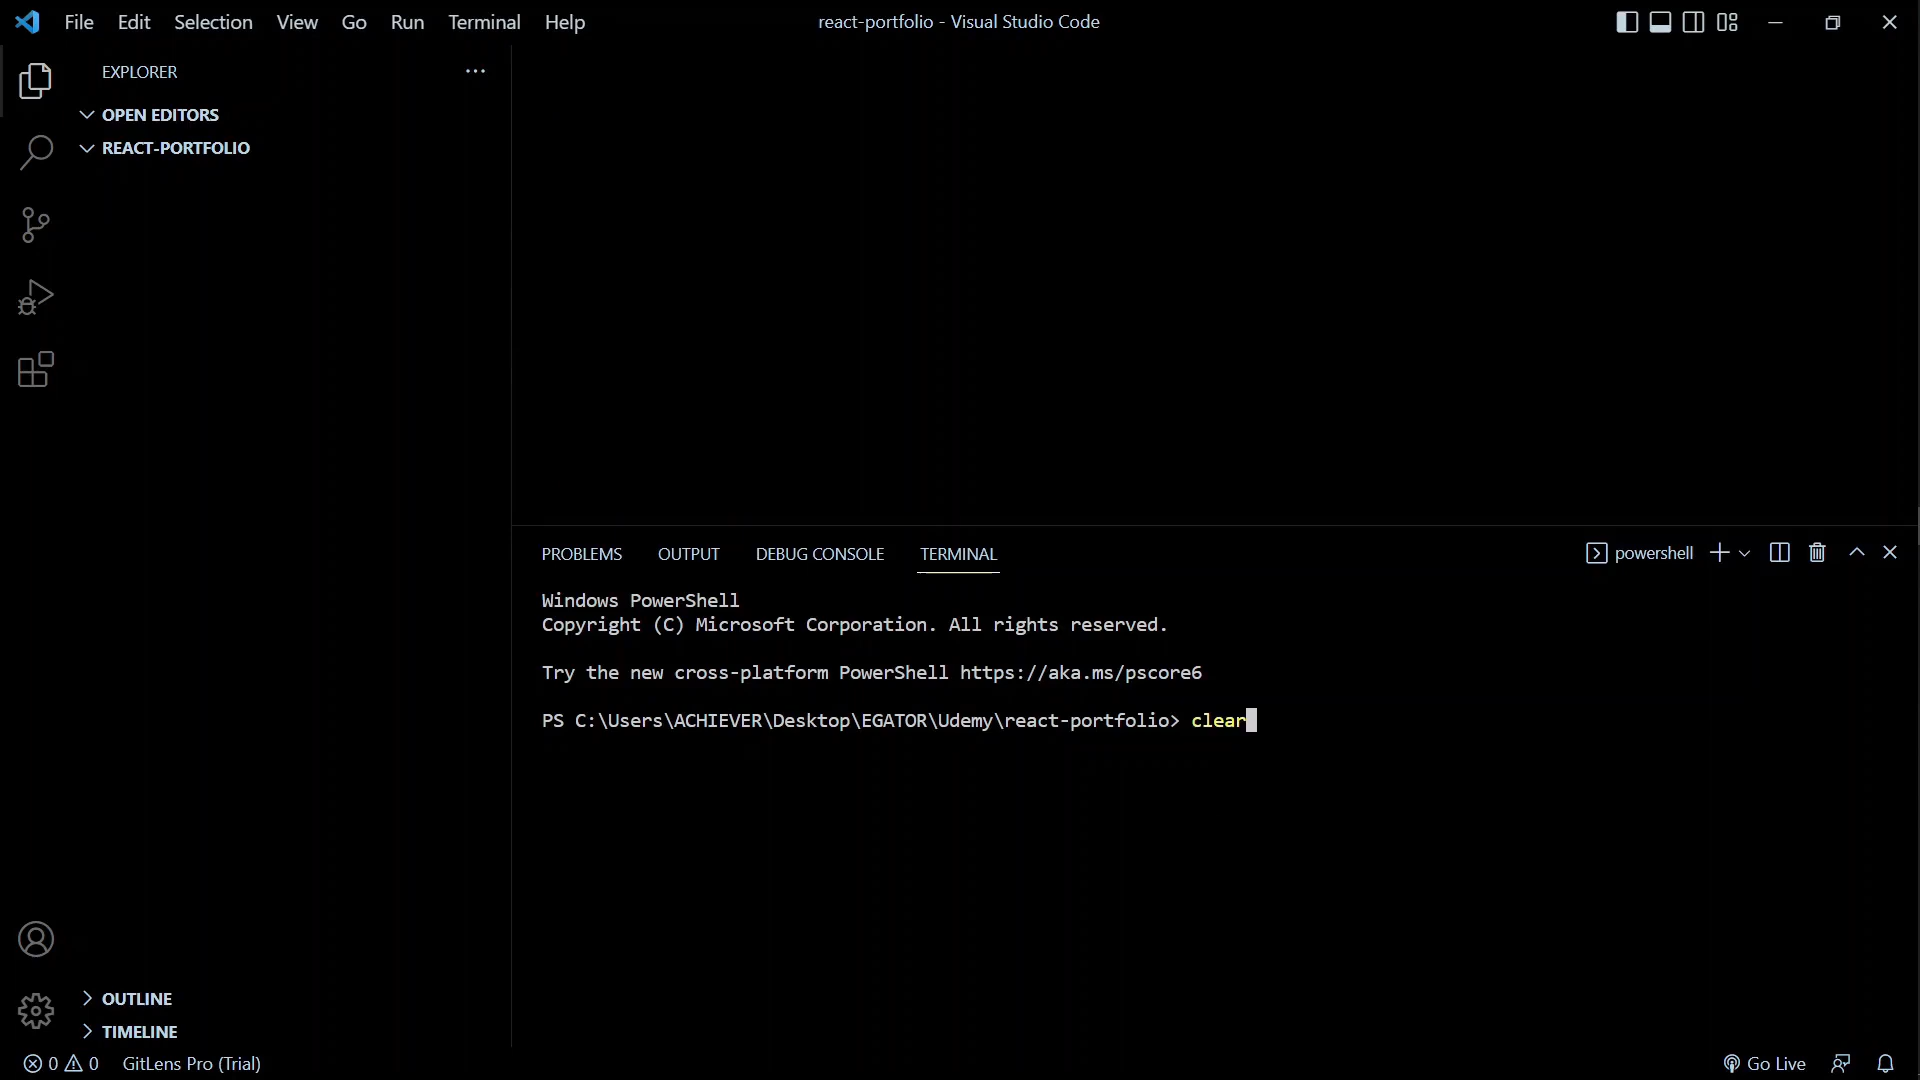 File Edit Selection View Go Run Terminal Help react-portfolio - Visual Studio Code
EXPLORER
OPEN EDITORS
REACT-PORTFOLIO
PROBLEMS OUTPUT DEBUG CONSOLE TERMINAL powershell
Windows PowerShell
Copyright (C) Microsoft Corporation. All rights reserved.
Try the new cross-platform PowerShell https://aka.ms/pscore6
PS C:\Users\ACHIEVER\Desktop\EGATOR\Udemy\react-portfolio> clear
OUTLINE
TIMELINE
0 0 GitLens Pro (Trial) Go Live